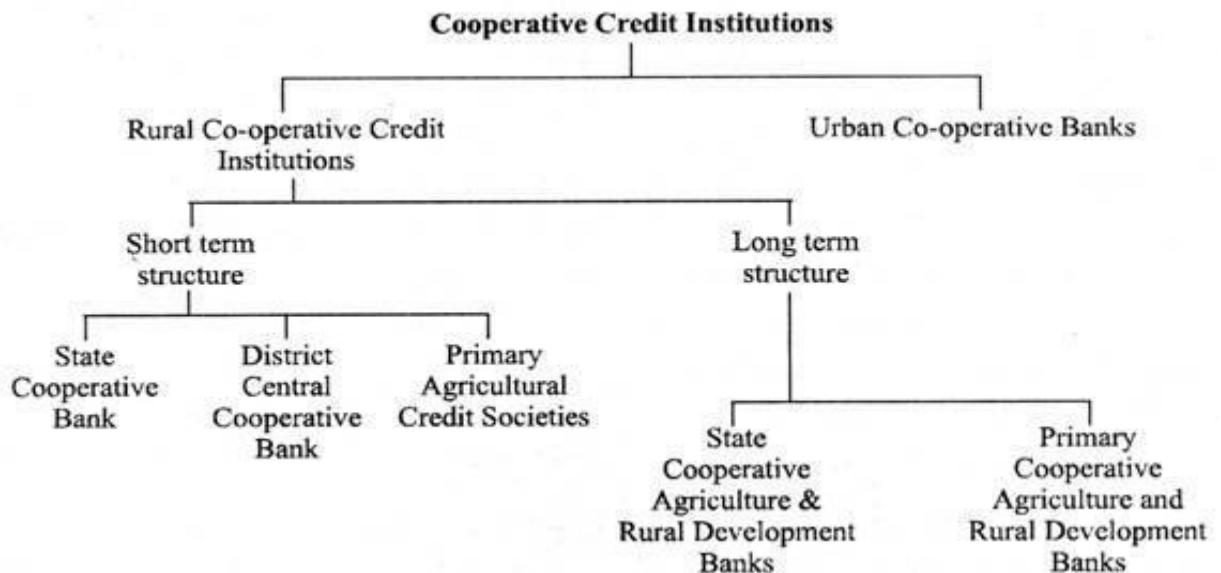 Cooperative Credit Institutions
Rural Co-operative Credit
Institutions
Urban Co-operative Banks
Short term
structure
Long term
structure
State
Cooperative
Bank
District
Central
Cooperative
Bank
Primary
Agricultural
Credit Societies
State
Cooperative
Agriculture &
Rural Development
Banks
Primary
Cooperative
Agriculture and
Rural Development
Banks